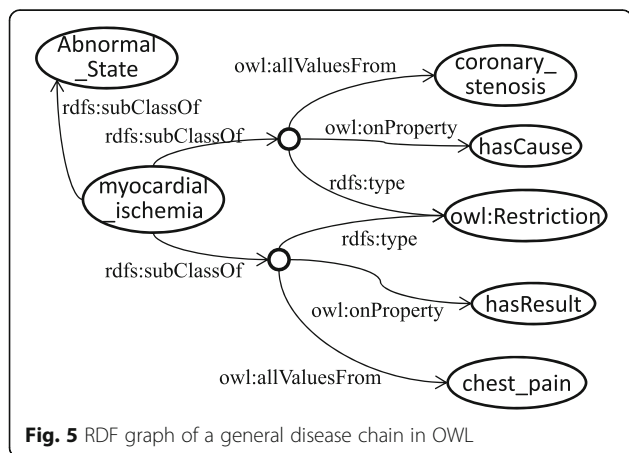 Abnormal
_State
owl:allValuesFrom
coronary_
stenosis
rdfs:subClassOf
rdfs:subClassOf
owl:onProperty
hasCause
myocardial
_ischemia
rdfs:type
owl:Restriction
rdfs:type
rdfs:subClassOf
owl:onProperty
hasResult
owl:allValuesFrom
chest_pain
Fig. 5 RDF graph of a general disease chain in OWL